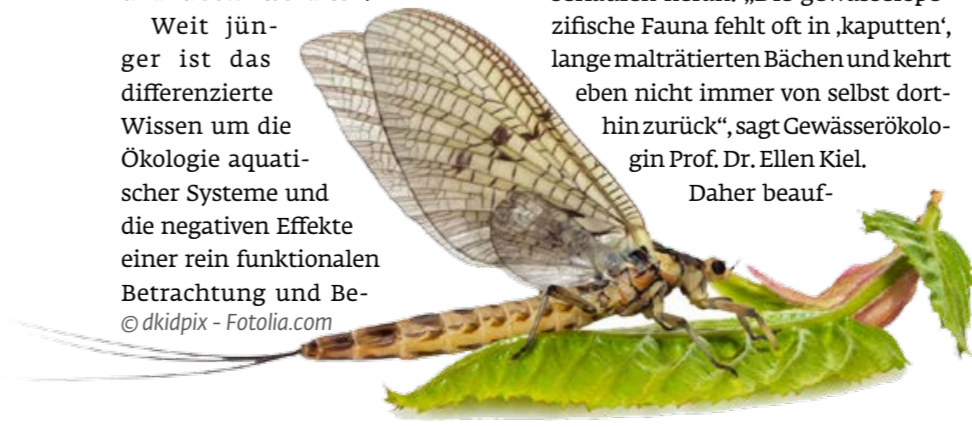 Weit jün-
ger ist das
differenzierte
Wissen um die
Ökologie aquati-
scher Systeme und
die negativen Effekte
einer rein funktionalen
Betrachtung und Be-
© dkidpix – Fotolia.com
zifische Fauna fehlt oft in ‚kaputten‘,
lange malträtierten Bächen und kehrt
eben nicht immer von selbst dort-
hin zurück“, sagt Gewässerökolo-
gin Prof. Dr. Ellen Kiel.
Daher beauf-